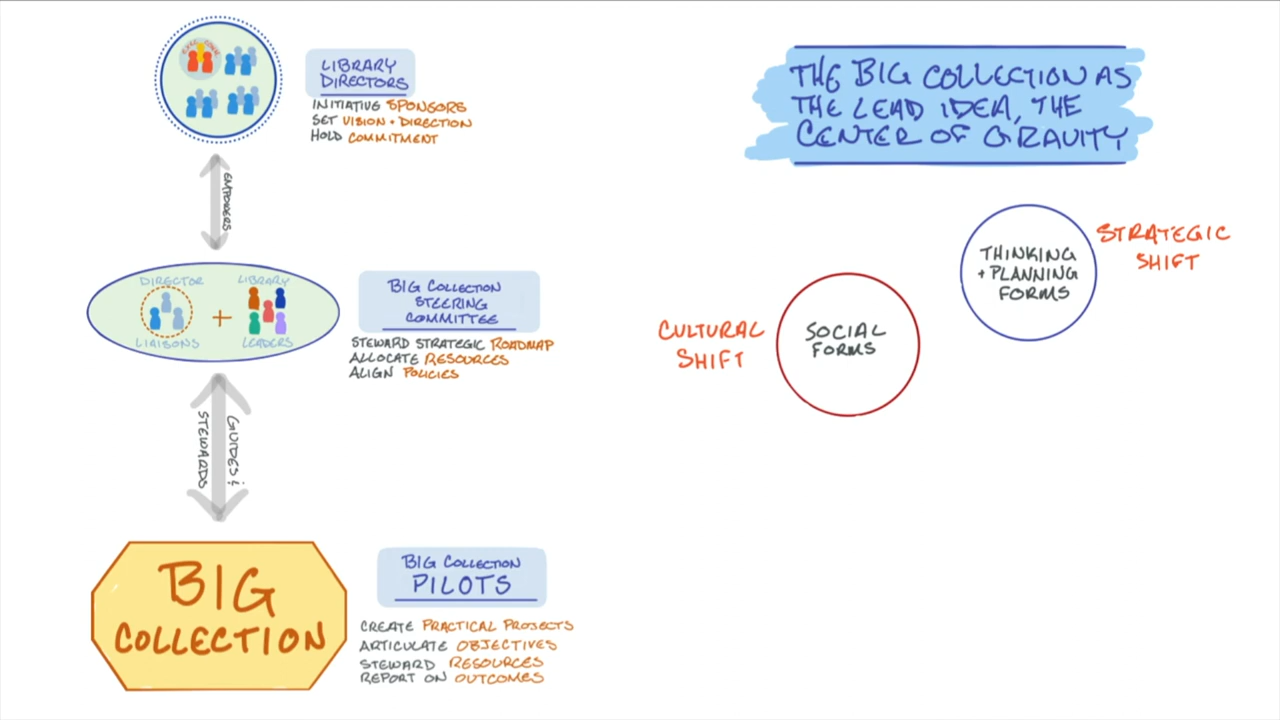 EXEC. COMM.
LIBRARY
DIRECTORS
INITIATIVE SPONSORS
SET VISION + DIRECTION
HOLD COMMITMENT
EMPOWERS
DIRECTOR
LIAISONS
+
LIBRARY
LEADERS
BIG COLLECTION
STEERING
COMMITTEE
STEWARD STRATEGIC ROADMAP
ALLOCATE RESOURCES
ALIGN POLICIES
GUIDES &
STEWARDS
BIG
COLLECTION
BIG COLLECTION
PILOTS
CREATE PRACTICAL PROJECTS
ARTICULATE OBJECTIVES
STEWARD RESOURCES
REPORT ON OUTCOMES
THE BIG COLLECTION AS
THE LEAD IDEA, THE
CENTER OF GRAVITY
CULTURAL
SHIFT
SOCIAL
FORMS
THINKING
+ PLANNING
FORMS
STRATEGIC
SHIFT